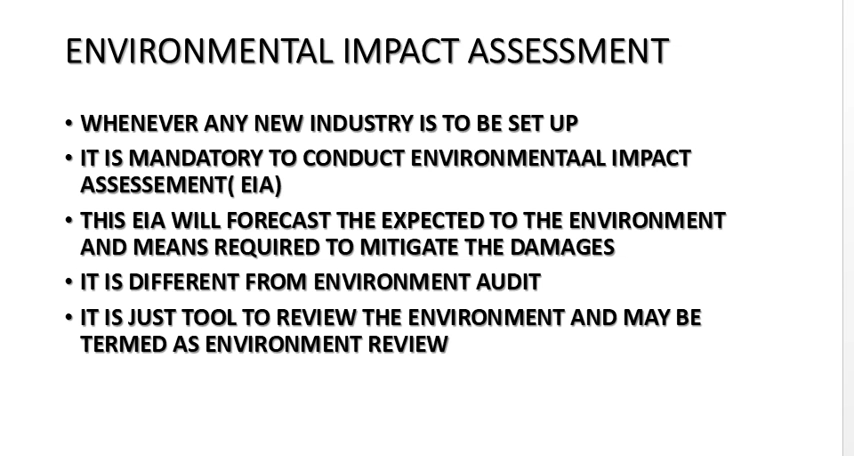 ENVIRONMENTAL IMPACT ASSESSMENT
• WHENEVER ANY NEW INDUSTRY IS TO BE SET UP
• IT IS MANDATORY TO CONDUCT ENVIRONMENTAAL IMPACT
ASSESSEMENT( EIA)
• THIS EIA WILL FORECAST THE EXPECTED TO THE ENVIRONMENT
AND MEANS REQUIRED TO MITIGATE THE DAMAGES
• IT IS DIFFERENT FROM ENVIRONMENT AUDIT
• IT IS JUST TOOL TO REVIEW THE ENVIRONMENT AND MAY BE
TERMED AS ENVIRONMENT REVIEW